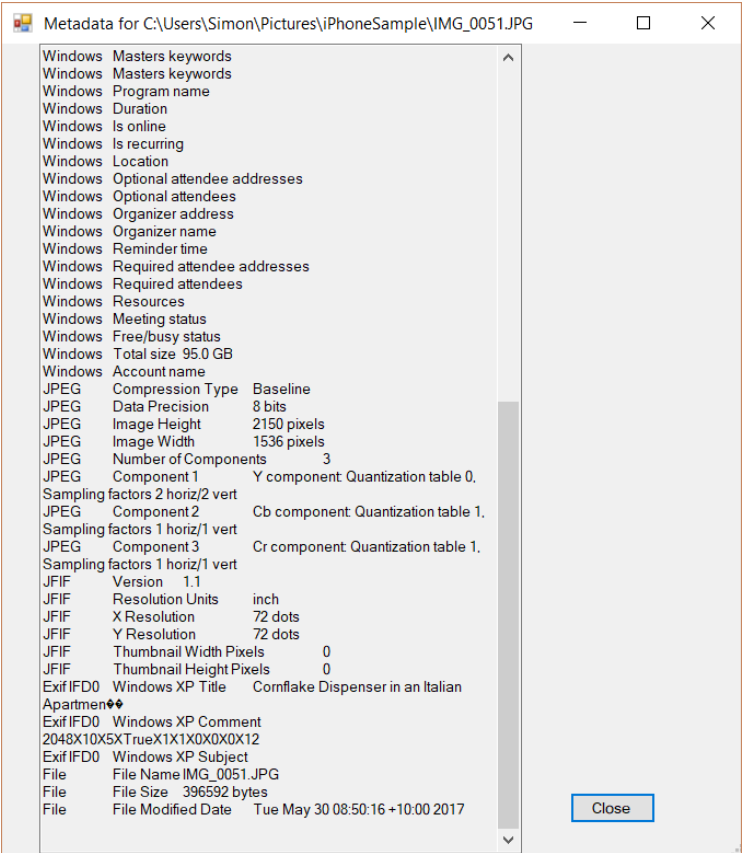 Metadata for C:\Users\Simon\Pictures\iPhoneSample\IMG_0051.JPG
Windows Masters keywords
Windows Masters keywords
Windows Program name
Windows Duration
Windows Is online
Windows Is recurring
Windows Location
Windows Optional attendee addresses
Windows Optional attendees
Windows Organizer address
Windows Organizer name
Windows Reminder time
Windows Required attendee addresses
Windows Required attendees
Windows Resources
Windows Meeting status
Windows Free/busy status
Windows Total size 95.0 GB
Windows Account name
JPEG Compression Type Baseline
JPEG Data Precision 8 bits
JPEG Image Height 2150 pixels
JPEG Image Width 1536 pixels
JPEG Number of Components 3
JPEG Component 1 Y component: Quantization table 0,
Sampling factors 2 horiz/2 vert
JPEG Component 2 Cb component: Quantization table 1,
Sampling factors 1 horiz/1 vert
JPEG Component 3 Cr component: Quantization table 1,
Sampling factors 1 horiz/1 vert
JFIF Version 1.1
JFIF Resolution Units inch
JFIF X Resolution 72 dots
JFIF Y Resolution 72 dots
JFIF Thumbnail Width Pixels 0
JFIF Thumbnail Height Pixels 0
Exif IFD0 Windows XP Title Cornflake Dispenser in an Italian
Apartmen��
Exif IFD0 Windows XP Comment
2048X10X5XTrueX1X1X0X0X0X12
Exif IFD0 Windows XP Subject
File File Name IMG_0051.JPG
File File Size 396592 bytes
File File Modified Date Tue May 30 08:50:16 +10:00 2017
Close